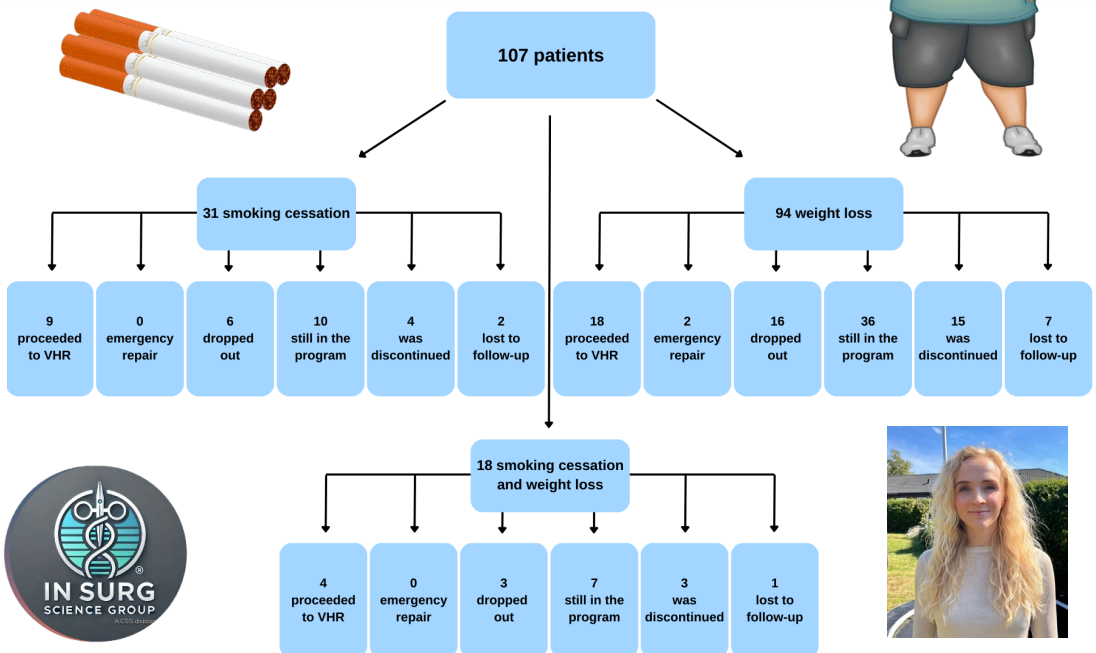 107 patients
31 smoking cessation
94 weight loss
9
proceeded
to VHR
0
emergency
repair
6
dropped
out
10
still in the
program
4
was
discontinued
2
lost to
follow-up
18
proceeded
to VHR
2
emergency
repair
16
dropped
out
36
still in the
program
15
was
discontinued
7
lost to
follow-up
18 smoking cessation
and weight loss
4
proceeded
to VHR
0
emergency
repair
3
dropped
out
7
still in the
program
3
was
discontinued
1
lost to
follow-up
®
IN SURG
SCIENCE GROUP
A CSS division